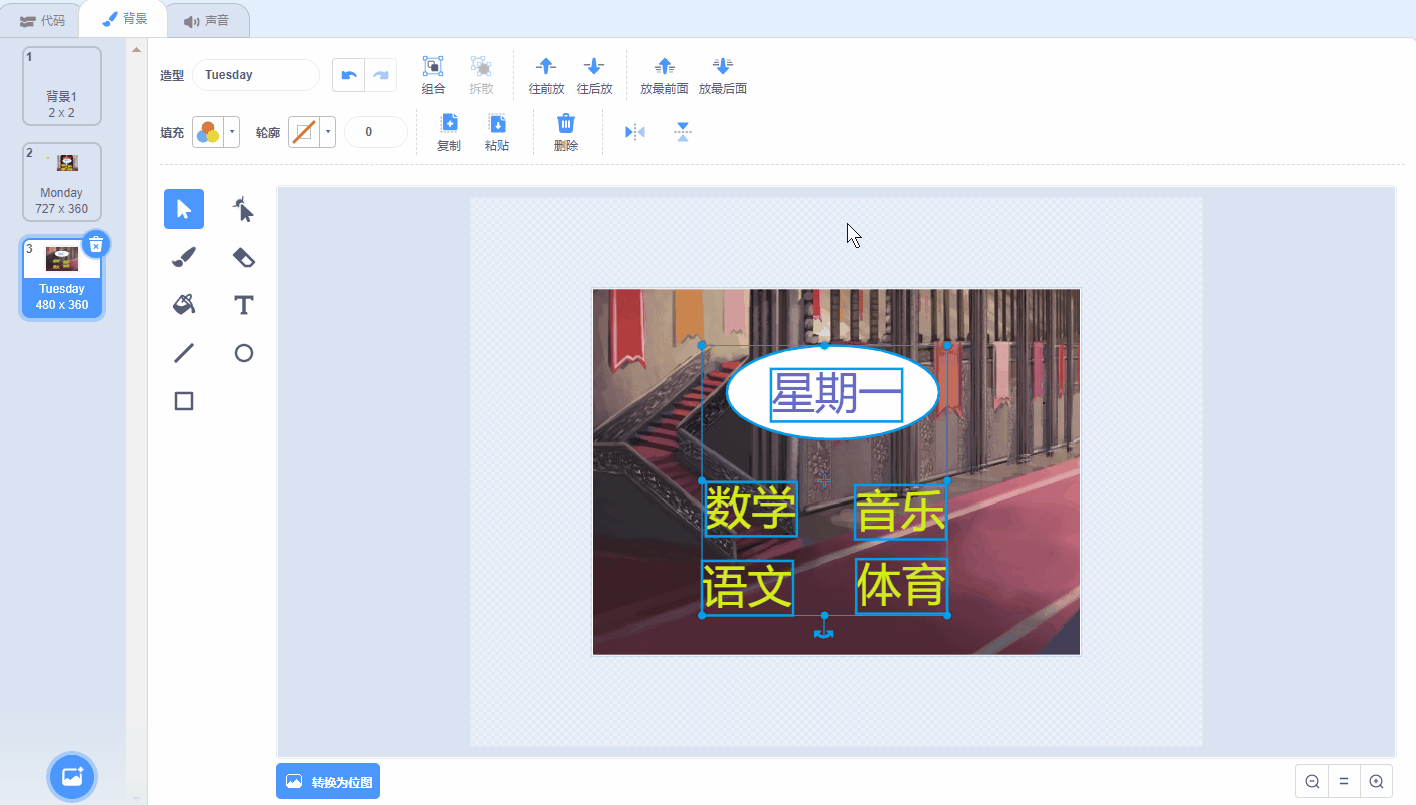 代码
背景
声音
1
背景1
2 x 2
2
Monday
727 x 360
3
Tuesday
480 x 360
造型
Tuesday
组合
拆散
往前放
往后放
放最前面
放最后面
填充
轮廓
0
复制
粘贴
删除
星期一
数学
音乐
语文
体育
转换为位图